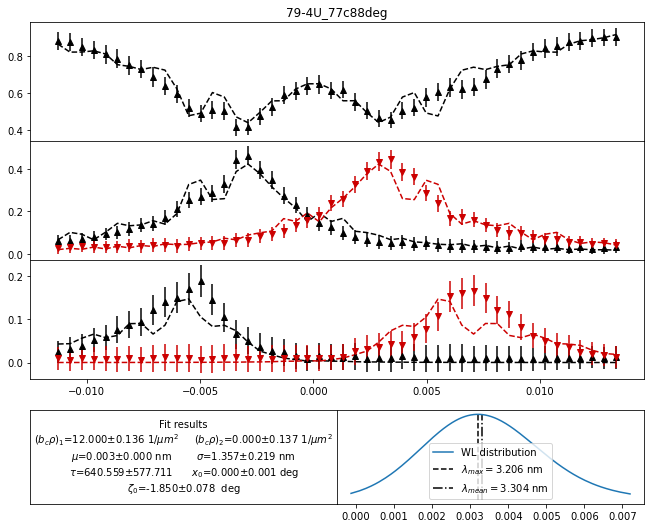 79-4U_77c88deg
0.8
0.6
0.4
0.4
0.2
0.0
0.2
0.1
0.0
−0.010 −0.005 0.000 0.005 0.010
Fit results
(b_cρ)_1=12.000±0.136 1/μm^2 (b_cρ)_2=0.000±0.137 1/μm^2
μ=0.003±0.000 nm σ=1.357±0.219 nm
τ=640.559±577.711 x_0=0.000±0.001 deg
ζ_0=-1.850±0.078 deg
WL distribution
λ_max = 3.206 nm
λ_mean = 3.304 nm
0.000 0.001 0.002 0.003 0.004 0.005 0.006 0.007